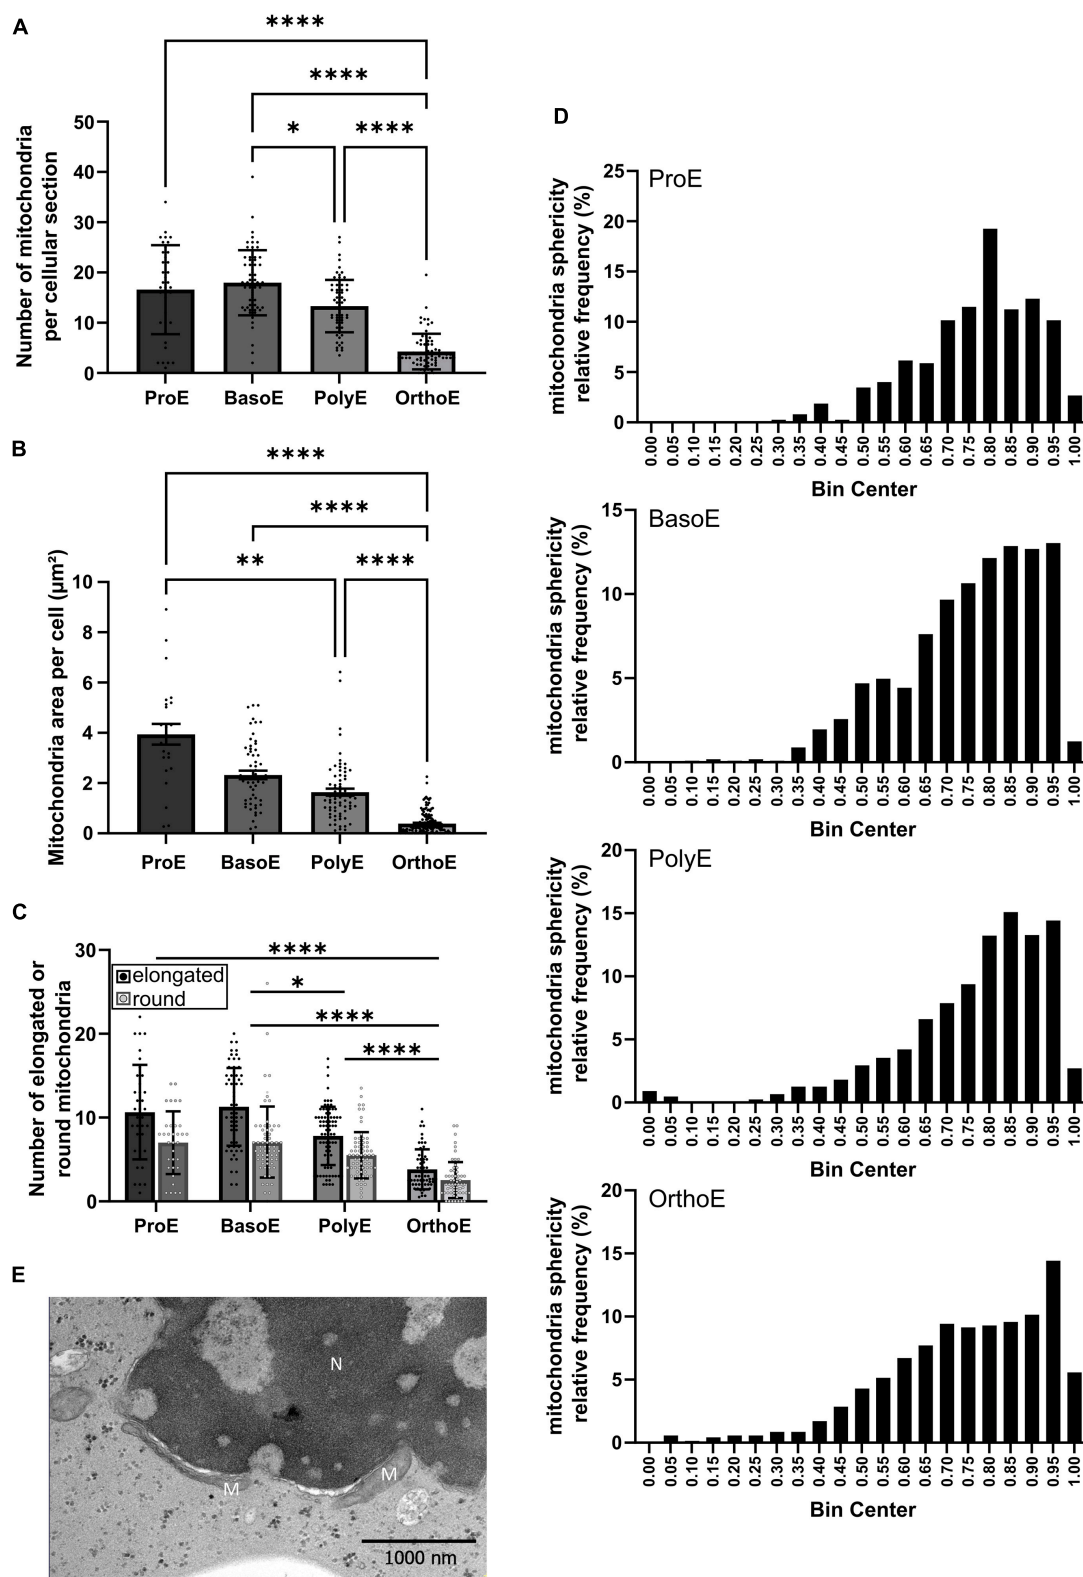 A
****
****
*
****
Number of mitochondria
per cellular section
50
40
30
20
10
0
ProE
BasoE
PolyE
OrthoE
B
****
****
**
****
Mitochondria area per cell (µm²)
10
8
6
4
2
0
ProE
BasoE
PolyE
OrthoE
C
****
*
****
****
elongated
round
Number of elongated or
round mitochondria
30
20
10
0
ProE
BasoE
PolyE
OrthoE
E
N
M
M
1000 nm
D
ProE
mitochondria sphericity
relative frequency (%)
25
20
15
10
5
0
0.00 0.05 0.10 0.15 0.20 0.25 0.30 0.35 0.40 0.45 0.50 0.55 0.60 0.65 0.70 0.75 0.80 0.85 0.90 0.95 1.00
Bin Center
BasoE
mitochondria sphericity
relative frequency (%)
15
10
5
0
0.00 0.05 0.10 0.15 0.20 0.25 0.30 0.35 0.40 0.45 0.50 0.55 0.60 0.65 0.70 0.75 0.80 0.85 0.90 0.95 1.00
Bin Center
PolyE
mitochondria sphericity
relative frequency (%)
20
15
10
5
0
0.00 0.05 0.10 0.15 0.20 0.25 0.30 0.35 0.40 0.45 0.50 0.55 0.60 0.65 0.70 0.75 0.80 0.85 0.90 0.95 1.00
Bin Center
OrthoE
mitochondria sphericity
relative frequency (%)
20
15
10
5
0
0.00 0.05 0.10 0.15 0.20 0.25 0.30 0.35 0.40 0.45 0.50 0.55 0.60 0.65 0.70 0.75 0.80 0.85 0.90 0.95 1.00
Bin Center